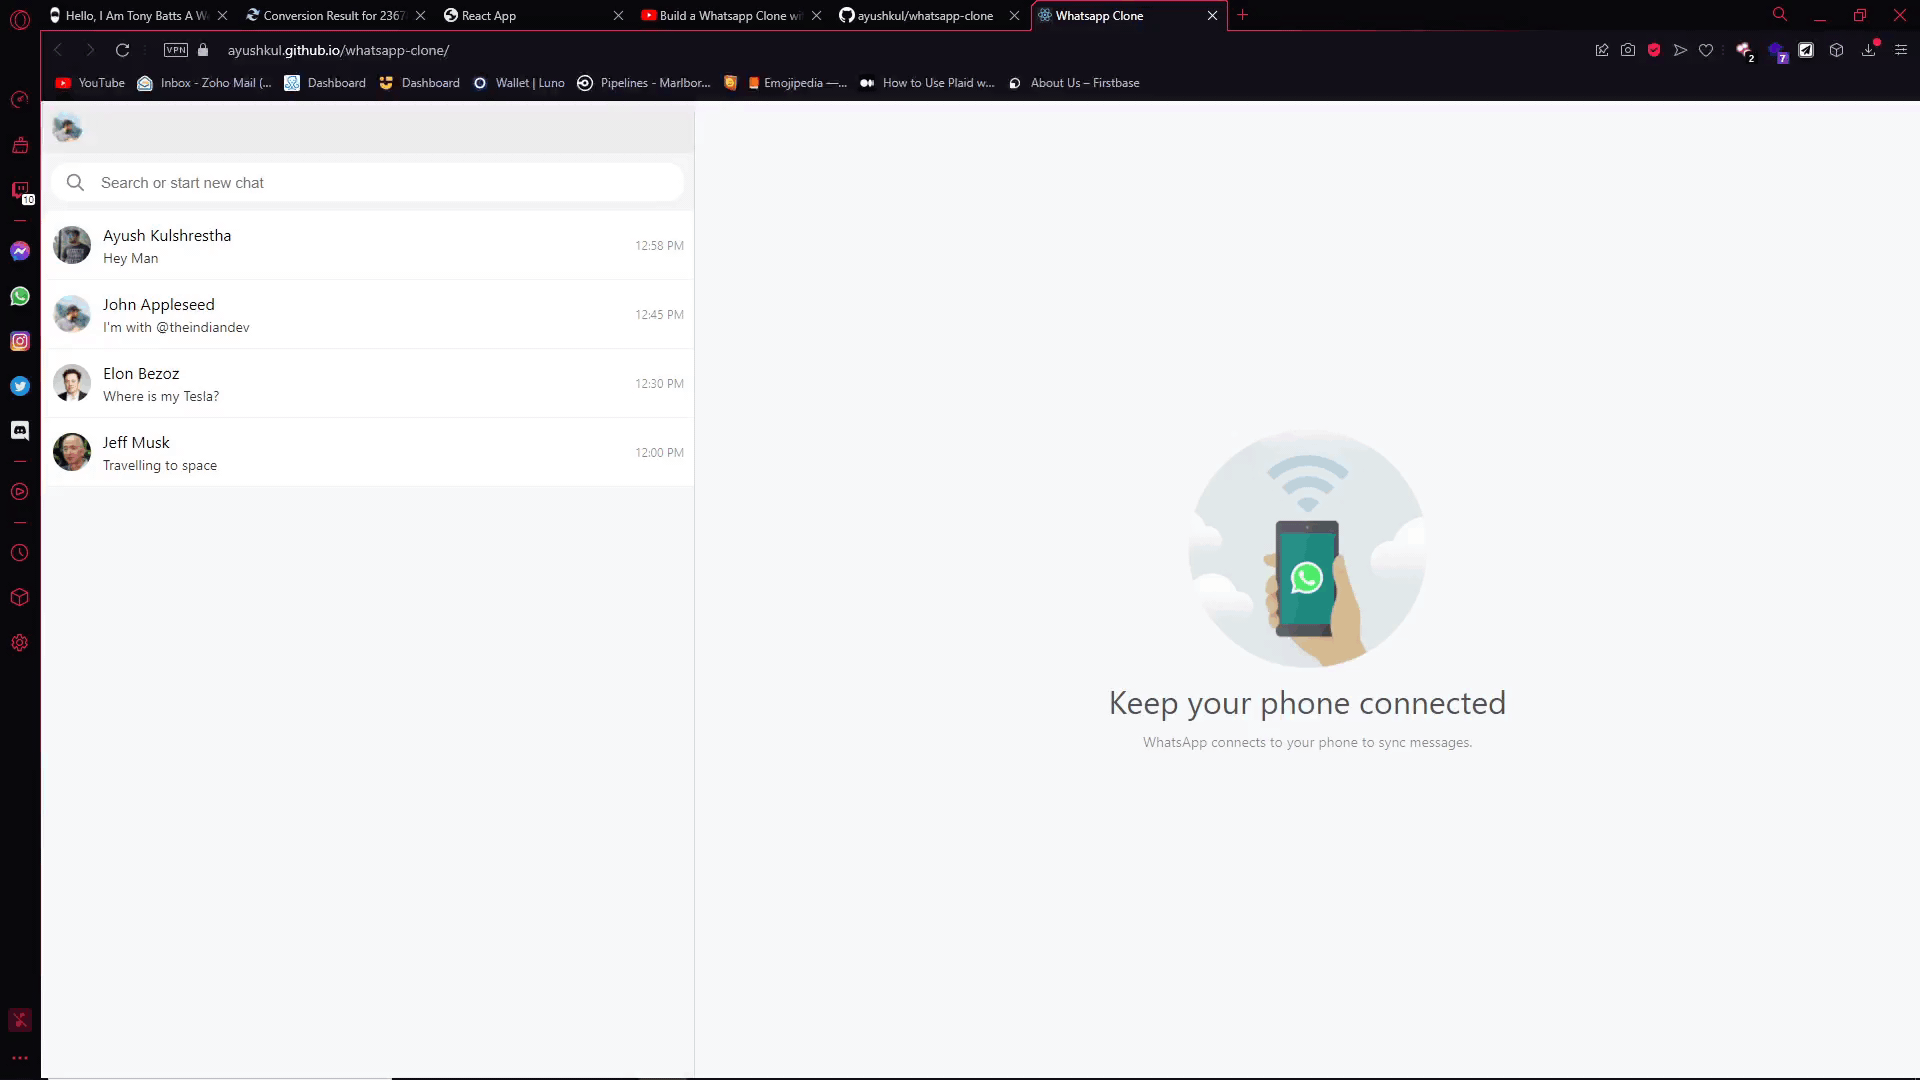 Hello, I Am Tony Batts A We
Conversion Result for 2367
React App
Build a Whatsapp Clone wit
ayushkul/whatsapp-clone
Whatsapp Clone
VPN
ayushkul.github.io/whatsapp-clone/
2
7
YouTube
Inbox - Zoho Mail (...
Dashboard
Dashboard
Wallet | Luno
Pipelines - Marlbor...
Emojipedia —...
How to Use Plaid w...
About Us – Firstbase
10
Search or start new chat
Ayush Kulshrestha
Hey Man
12:58 PM
John Appleseed
I'm with @theindiandev
12:45 PM
Elon Bezoz
Where is my Tesla?
12:30 PM
Jeff Musk
Travelling to space
12:00 PM
Keep your phone connected
WhatsApp connects to your phone to sync messages.